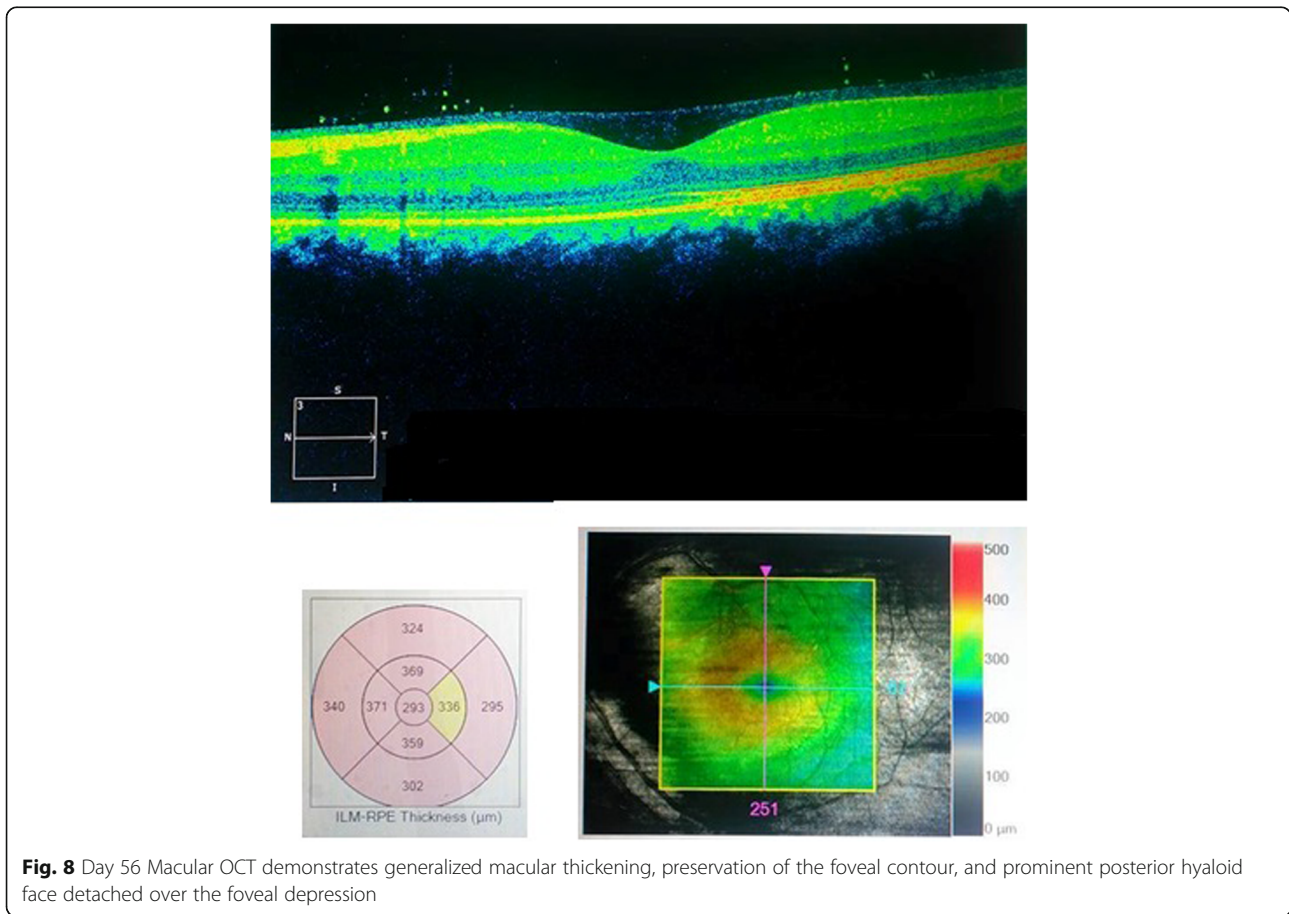 S
3
N T
I
324
369
340 371 293 336 295
359
302
ILM-RPE Thickness (µm)
500
400
300
200
100
0 µm
251
Fig. 8 Day 56 Macular OCT demonstrates generalized macular thickening, preservation of the foveal contour, and prominent posterior hyaloid
face detached over the foveal depression